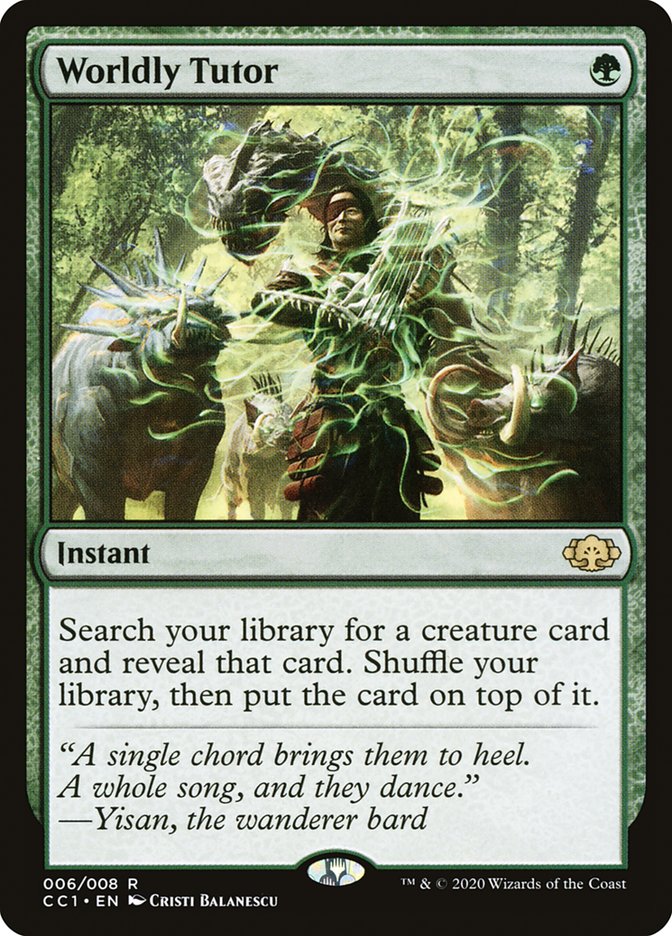 Worldly Tutor
Instant
Search your library for a creature card
and reveal that card. Shuffle your
library, then put the card on top of it.
“A single chord brings them to heel.
A whole song, and they dance.”
—Yisan, the wanderer bard
006/008 R
™ & © 2020 Wizards of the Coast
CC1 • EN Cristi Balanescu